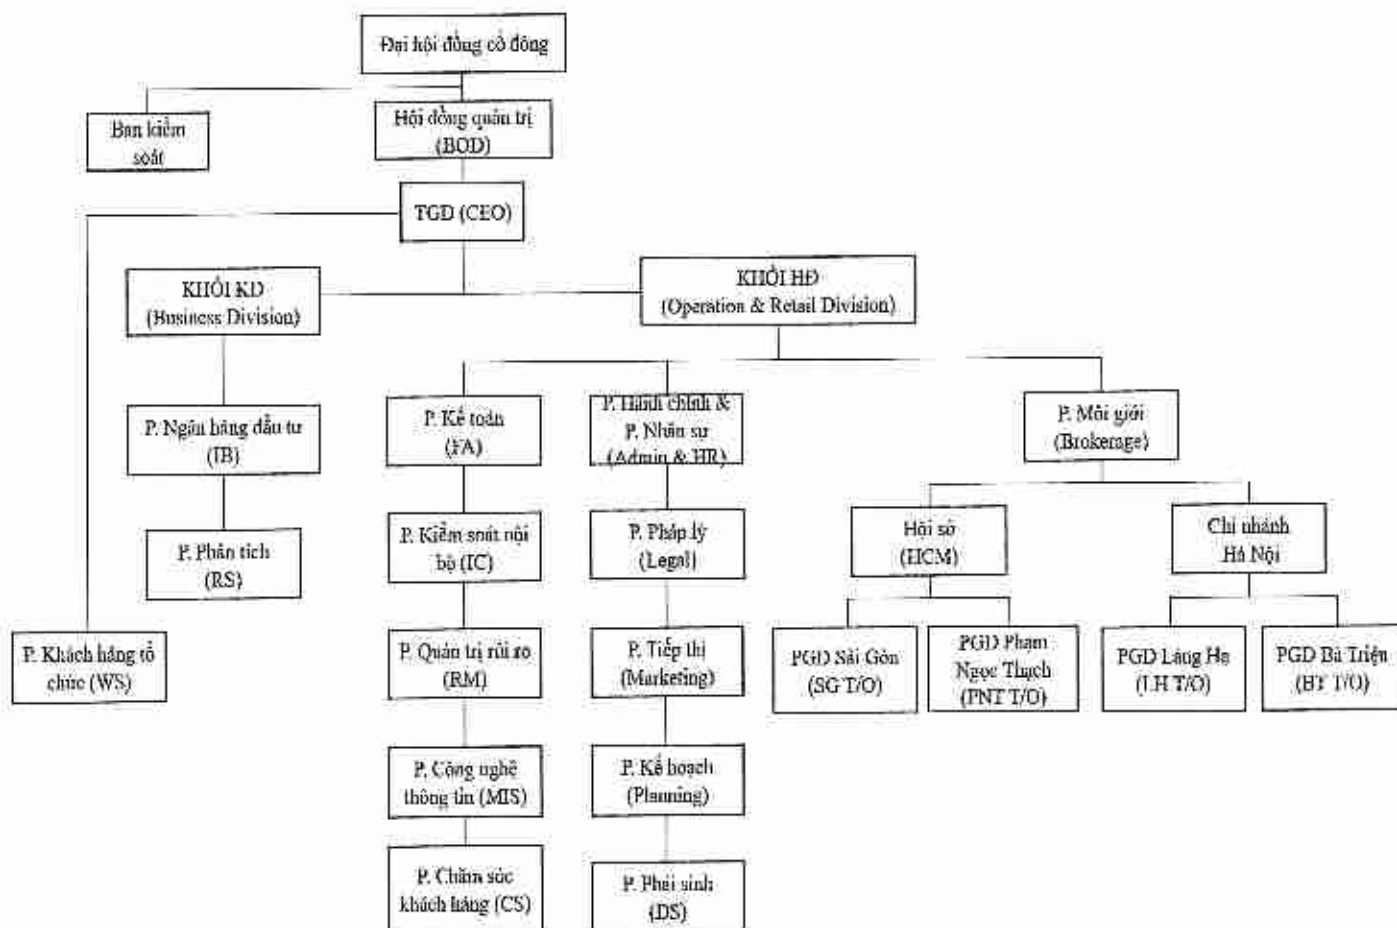 Đại hội đồng cổ đông
Ban kiểm
soát
Hội đồng quản trị
(BOD)
TGD (CEO)
KHỐI KD
(Business Division)
KHỐI HĐ
(Operation & Retail Division)
P. Ngân hàng đầu tư
(IB)
P. Kế toán
(FA)
P. Hành chính &
P. Nhân sự
(Admin & HR)
P. Môi giới
(Brokerage)
P. Phân tích
(RS)
P. Kiểm soát nội
bộ (IC)
P. Pháp lý
(Legal)
Hội sở
(HCM)
Chi nhánh
Hà Nội
P. Khách hàng tổ
chức (WS)
P. Quản trị rủi ro
(RM)
P. Tiếp thị
(Marketing)
PGD Sài Gòn
(SG T/O)
PGD Phạm
Ngọc Thạch
(PNT T/O)
PGD Láng Hạ
(LH T/O)
PGD Bà Triệu
(BT T/O)
P. Công nghệ
thông tin (MIS)
P. Kế hoạch
(Planning)
P. Chăm sóc
khách hàng (CS)
P. Phái sinh
(DS)